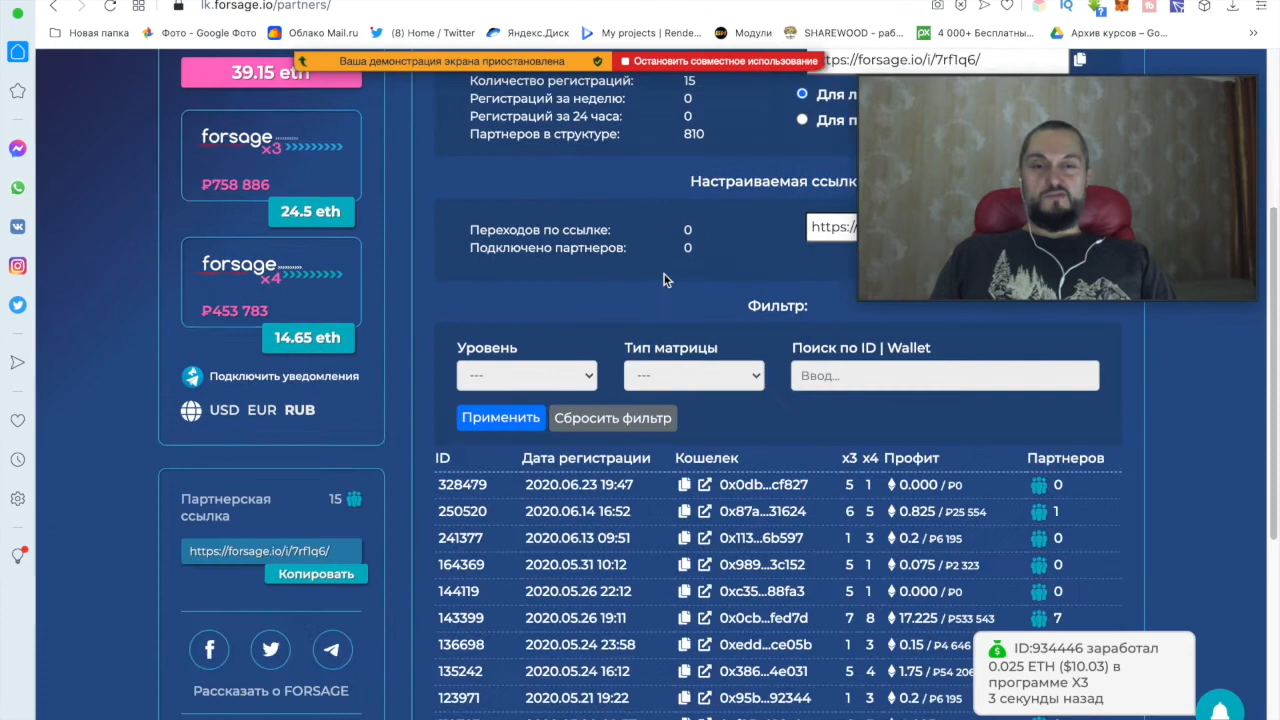 lk.forsage.io/partners/
Новая папка
Фото - Google Фото
Облако Mail.ru
(8) Home / Twitter
Яндекс.Диск
My projects | Rende...
Модули
SHAREWOOD - раб...
4 000+ Бесплатны...
Архив курсов – Go...
Ваша демонстрация экрана приостановлена
Остановить совместное использование
39.15 eth
forsage
x3
₽758 886
24.5 eth
forsage
x4
₽453 783
14.65 eth
Подключить уведомления
USD EUR RUB
Партнерская 15
ссылка
https://forsage.io/i/7rf1q6/
Копировать
Рассказать о FORSAGE
ttps://forsage.io/i/7rf1q6/
Количество регистраций: 15
Регистраций за неделю: 0
Регистраций за 24 часа: 0
Партнеров в структуре: 810
Для л
Для п
Настраиваемая ссылк
Переходов по ссылке: 0
Подключено партнеров: 0
https:/
Фильтр:
Уровень
Тип матрицы
Поиск по ID | Wallet
---
---
Ввод...
Применить
Сбросить фильтр
ID Дата регистрации Кошелек x3 x4 Профит Партнеров
328479 2020.06.23 19:47 0x0db...cf827 5 1 0.000 / ₽0 0
250520 2020.06.14 16:52 0x87a...31624 6 5 0.825 / ₽25 554 1
241377 2020.06.13 09:51 0x113...6b597 1 3 0.2 / ₽6 195 0
164369 2020.05.31 10:12 0x989...3c152 5 1 0.075 / ₽2 323 0
144119 2020.05.26 22:12 0xc35...88fa3 5 1 0.000 / ₽0 0
143399 2020.05.26 19:11 0x0cb...fed7d 7 8 17.225 / ₽533 543 7
136698 2020.05.24 23:58 0xedd...ce05b 1 3 0.15 / ₽4 646
135242 2020.05.24 16:12 0x386...4e031 5 4 1.75 / ₽54 206
123971 2020.05.21 19:22 0x95b...92344 1 3 0.2 / ₽6 195
ID:934446 заработал
0.025 ETH ($10.03) в
программе X3
3 секунды назад